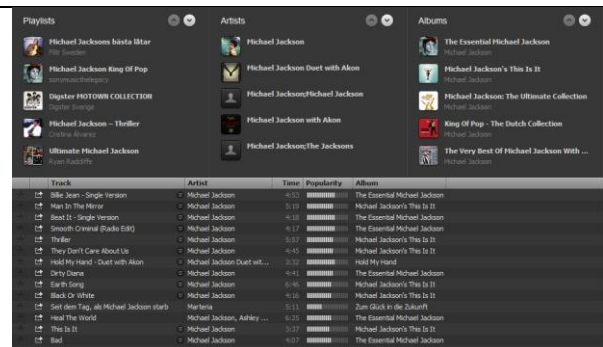 Playlists
Michael Jacksons bästa låtar
Filtr Sweden
Michael Jackson King Of Pop
sonymusicthelegacy
Digster MOTOWN COLLECTION
Digster Sverige
Michael Jackson – Thriller
Cristina Álvarez
Ultimate Michael Jackson
Ryan Radcliffe
Artists
Michael Jackson
Michael Jackson Duet with Akon
Michael Jackson;Michael Jackson
Michael Jackson with Akon
Michael Jackson;The Jacksons
Albums
The Essential Michael Jackson
Michael Jackson
Michael Jackson's This Is It
Michael Jackson
Michael Jackson: The Ultimate Collection
Michael Jackson
King Of Pop - The Dutch Collection
Michael Jackson
The Very Best Of Michael Jackson With ...
Michael Jackson
Track Artist Time Popularity Album
Billie Jean - Single Version Michael Jackson 4:53 The Essential Michael Jackson
Man In The Mirror Michael Jackson 5:19 Michael Jackson's This Is It
Beat It - Single Version Michael Jackson 4:18 The Essential Michael Jackson
Smooth Criminal (Radio Edit) Michael Jackson 4:17 The Essential Michael Jackson
Thriller Michael Jackson 5:57 Michael Jackson's This Is It
They Don't Care About Us Michael Jackson 4:45 Michael Jackson's This Is It
Hold My Hand - Duet with Akon Michael Jackson Duet wit... 3:32 Hold My Hand
Dirty Diana Michael Jackson 4:41 The Essential Michael Jackson
Earth Song Michael Jackson 6:46 Michael Jackson's This Is It
Black Or White Michael Jackson 4:16 Michael Jackson's This Is It
Seit dem Tag, als Michael Jackson starb Marteria 5:11 Zum Glück in die Zukunft
Heal The World Michael Jackson, Ashley ... 6:25 The Essential Michael Jackson
This Is It Michael Jackson 3:37 Michael Jackson's This Is It
Bad Michael Jackson 4:07 The Essential Michael Jackson